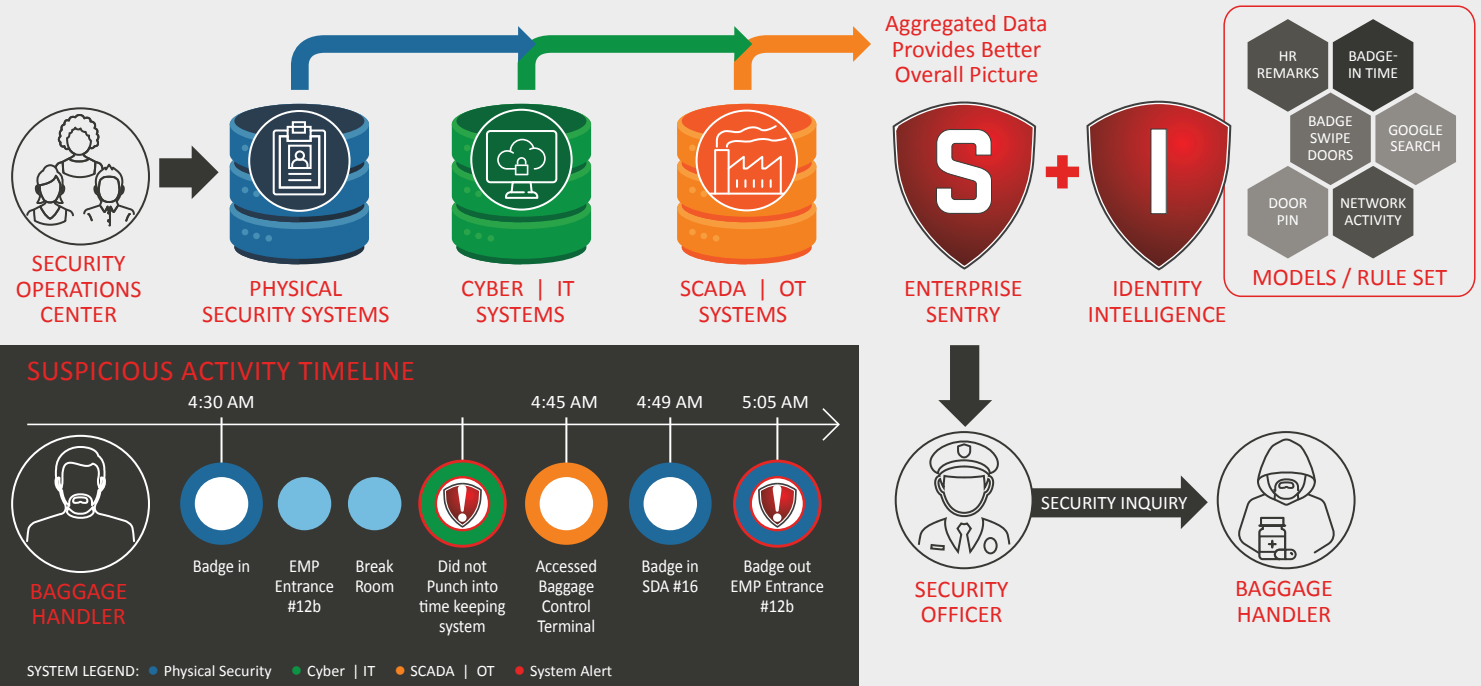 Aggregated Data
Provides Better
Overall Picture
HR
REMARKS
BADGE-
IN TIME
BADGE
SWIPE
DOORS
GOOGLE
SEARCH
DOOR
PIN
NETWORK
ACTIVITY
MODELS / RULE SET
S
I
SECURITY
OPERATIONS
CENTER
PHYSICAL
SECURITY SYSTEMS
CYBER | IT
SYSTEMS
SCADA | OT
SYSTEMS
ENTERPRISE
SENTRY
IDENTITY
INTELLIGENCE
SUSPICIOUS ACTIVITY TIMELINE
4:30 AM
4:45 AM
4:49 AM
5:05 AM
BAGGAGE
HANDLER
Badge in
EMP
Entrance
#12b
Break
Room
Did not
Punch into
time keeping
system
Accessed
Baggage
Control
Terminal
Badge in
SDA #16
Badge out
EMP Entrance
#12b
SYSTEM LEGEND: Physical Security Cyber | IT SCADA | OT System Alert
SECURITY INQUIRY
SECURITY
OFFICER
BAGGAGE
HANDLER